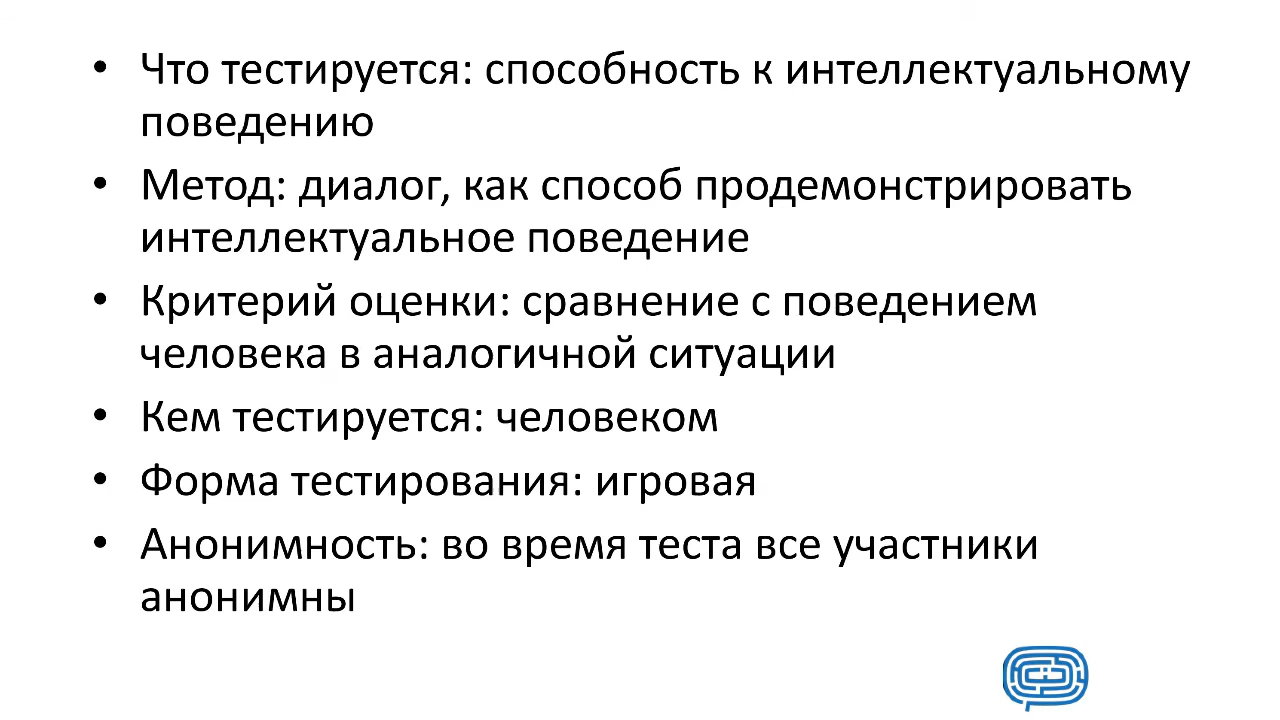 • Что тестируется: способность к интеллектуальному
поведению
• Метод: диалог, как способ продемонстрировать
интеллектуальное поведение
• Критерий оценки: сравнение с поведением
человека в аналогичной ситуации
• Кем тестируется: человеком
• Форма тестирования: игровая
• Анонимность: во время теста все участники
анонимны